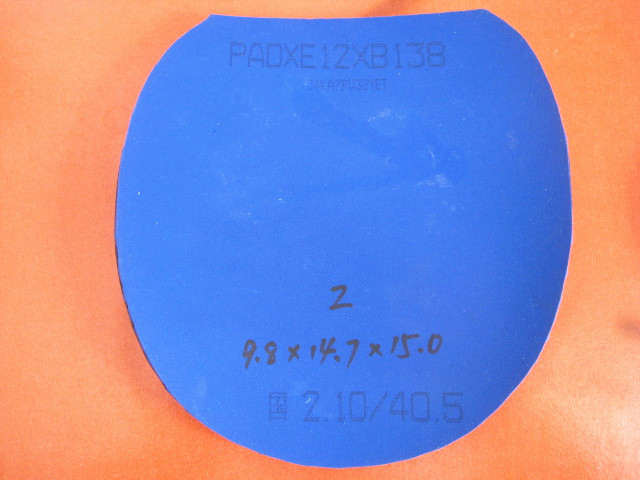 PAOXE12XB138
2
9.8 x 14.7 x 15.0
国 2.10/40.5